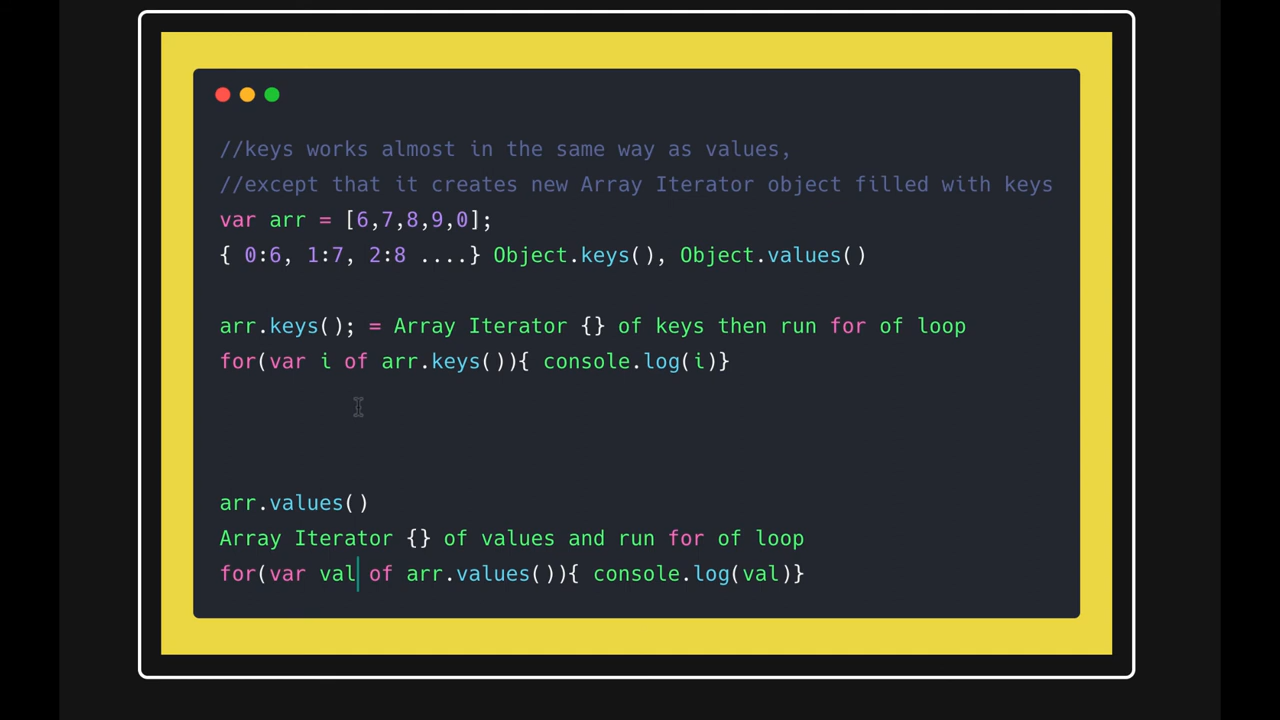 //keys works almost in the same way as values,
//except that it creates new Array Iterator object filled with keys
var arr = [6,7,8,9,0];
{ 0:6, 1:7, 2:8 ....} Object.keys(), Object.values()
arr.keys(); = Array Iterator {} of keys then run for of loop
for(var i of arr.keys()){ console.log(i)}
arr.values()
Array Iterator {} of values and run for of loop
for(var val of arr.values()){ console.log(val)}